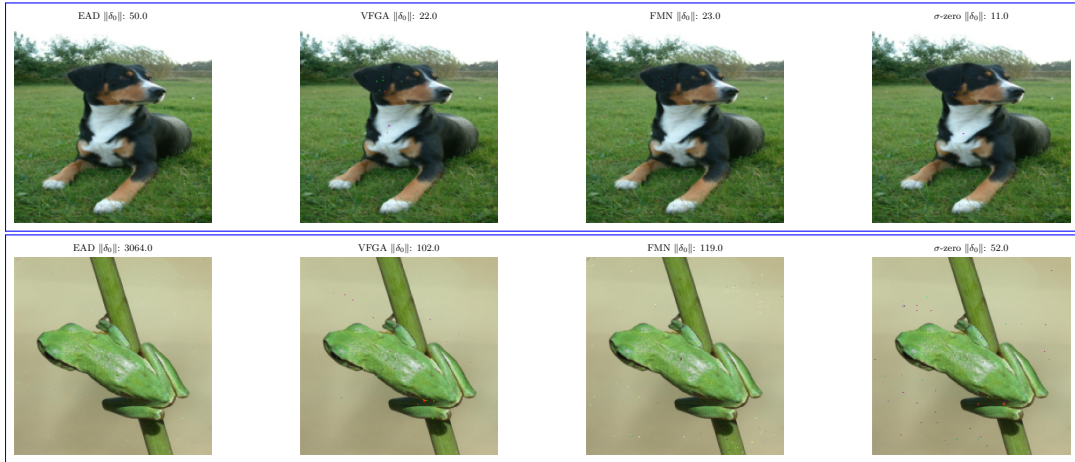 EAD ‖δ₀‖: 50.0
VFGA ‖δ₀‖: 22.0
FMN ‖δ₀‖: 23.0
σ-zero ‖δ₀‖: 11.0
EAD ‖δ₀‖: 3064.0
VFGA ‖δ₀‖: 102.0
FMN ‖δ₀‖: 119.0
σ-zero ‖δ₀‖: 52.0